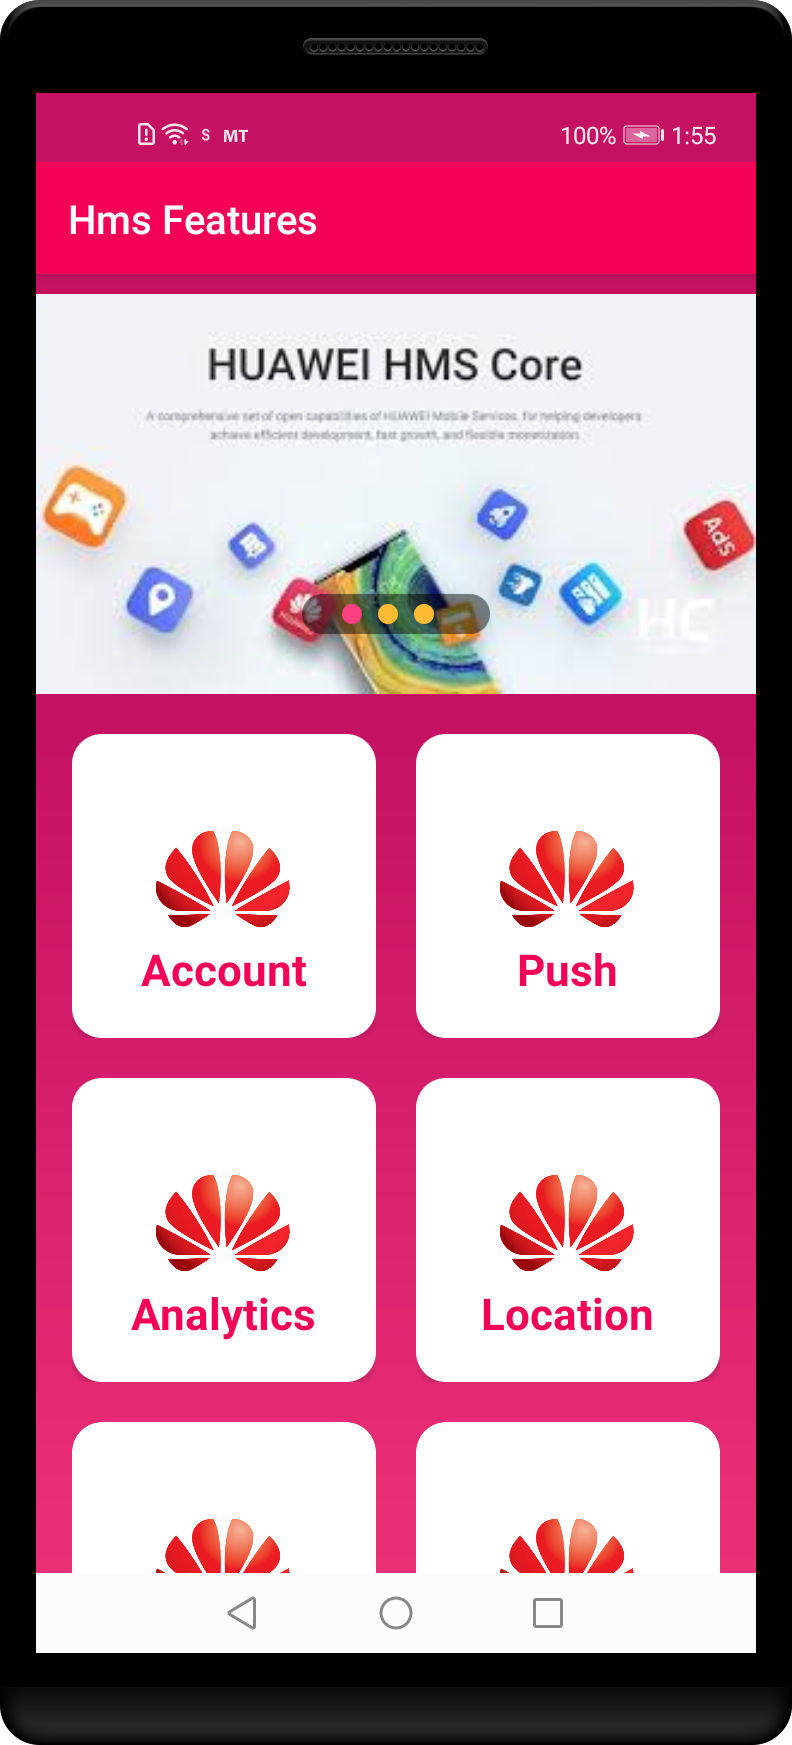 S MT 100% 1:55
Hms Features
HUAWEI HMS Core
A comprehensive set of open capabilities of HUAWEI Mobile Services, for helping developers
achieve efficient development, fast growth, and flexible monetization.
Ads
HUAWEI
HC
Account Push
Analytics Location